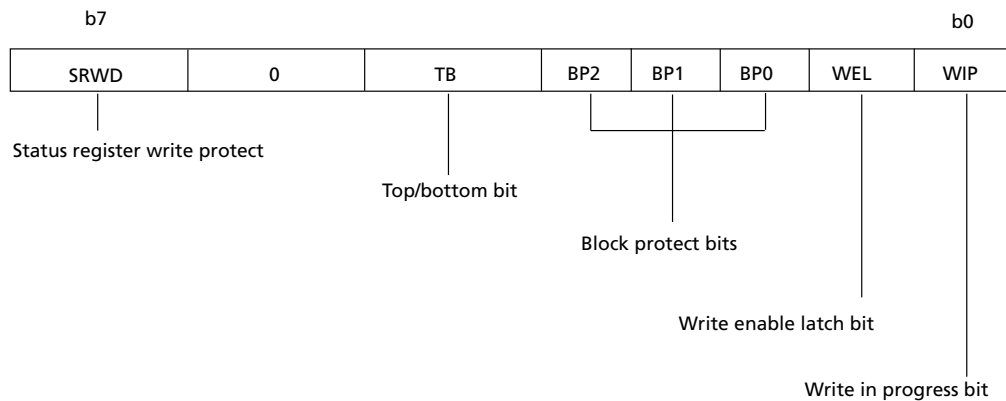 b7 b0
SRWD 0 TB BP2 BP1 BP0 WEL WIP
Status register write protect
Top/bottom bit
Block protect bits
Write enable latch bit
Write in progress bit